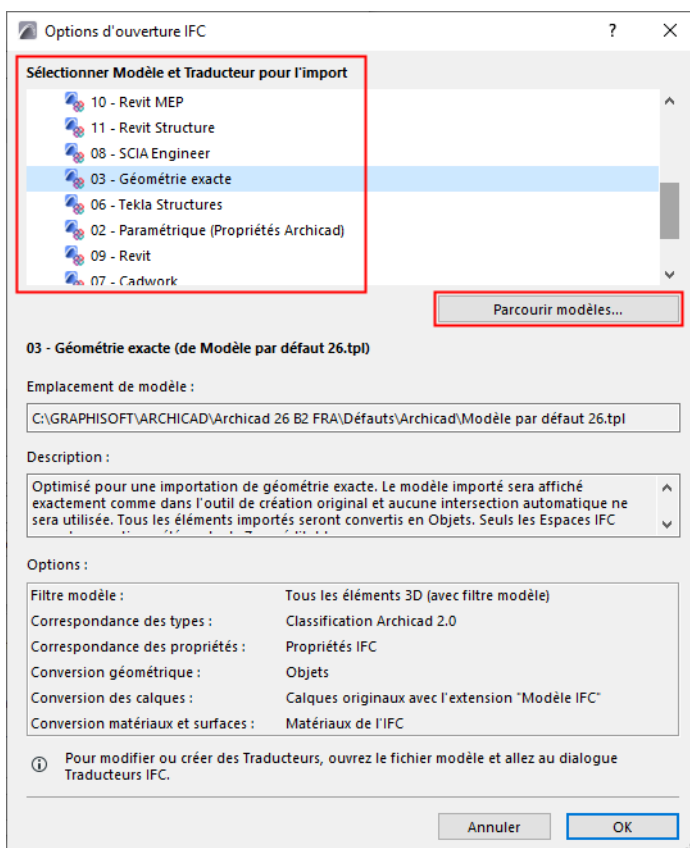 Options d'ouverture IFC
?
Sélectionner Modèle et Traducteur pour l'import
10 - Revit MEP
11 - Revit Structure
08 - SCIA Engineer
03 - Géométrie exacte
06 - Tekla Structures
02 - Paramétrique (Propriétés Archicad)
09 - Revit
07 - Cadwork
Parcourir modèles...
03 - Géométrie exacte (de Modèle par défaut 26.tpl)
Emplacement de modèle :
C:\GRAPHISOFT\ARCHICAD\Archicad 26 B2 FRA\Défauts\Archicad\Modèle par défaut 26.tpl
Description :
Optimisé pour une importation de géométrie exacte. Le modèle importé sera affiché
exactement comme dans l'outil de création original et aucune intersection automatique ne
sera utilisée. Tous les éléments importés seront convertis en Objets. Seuls les Espaces IFC
Options :
Filtre modèle : Tous les éléments 3D (avec filtre modèle)
Correspondance des types : Classification Archicad 2.0
Correspondance des propriétés : Propriétés IFC
Conversion géométrique : Objets
Conversion des calques : Calques originaux avec l'extension "Modèle IFC"
Conversion matériaux et surfaces : Matériaux de l'IFC
Pour modifier ou créer des Traducteurs, ouvrez le fichier modèle et allez au dialogue
Traducteurs IFC.
Annuler
OK